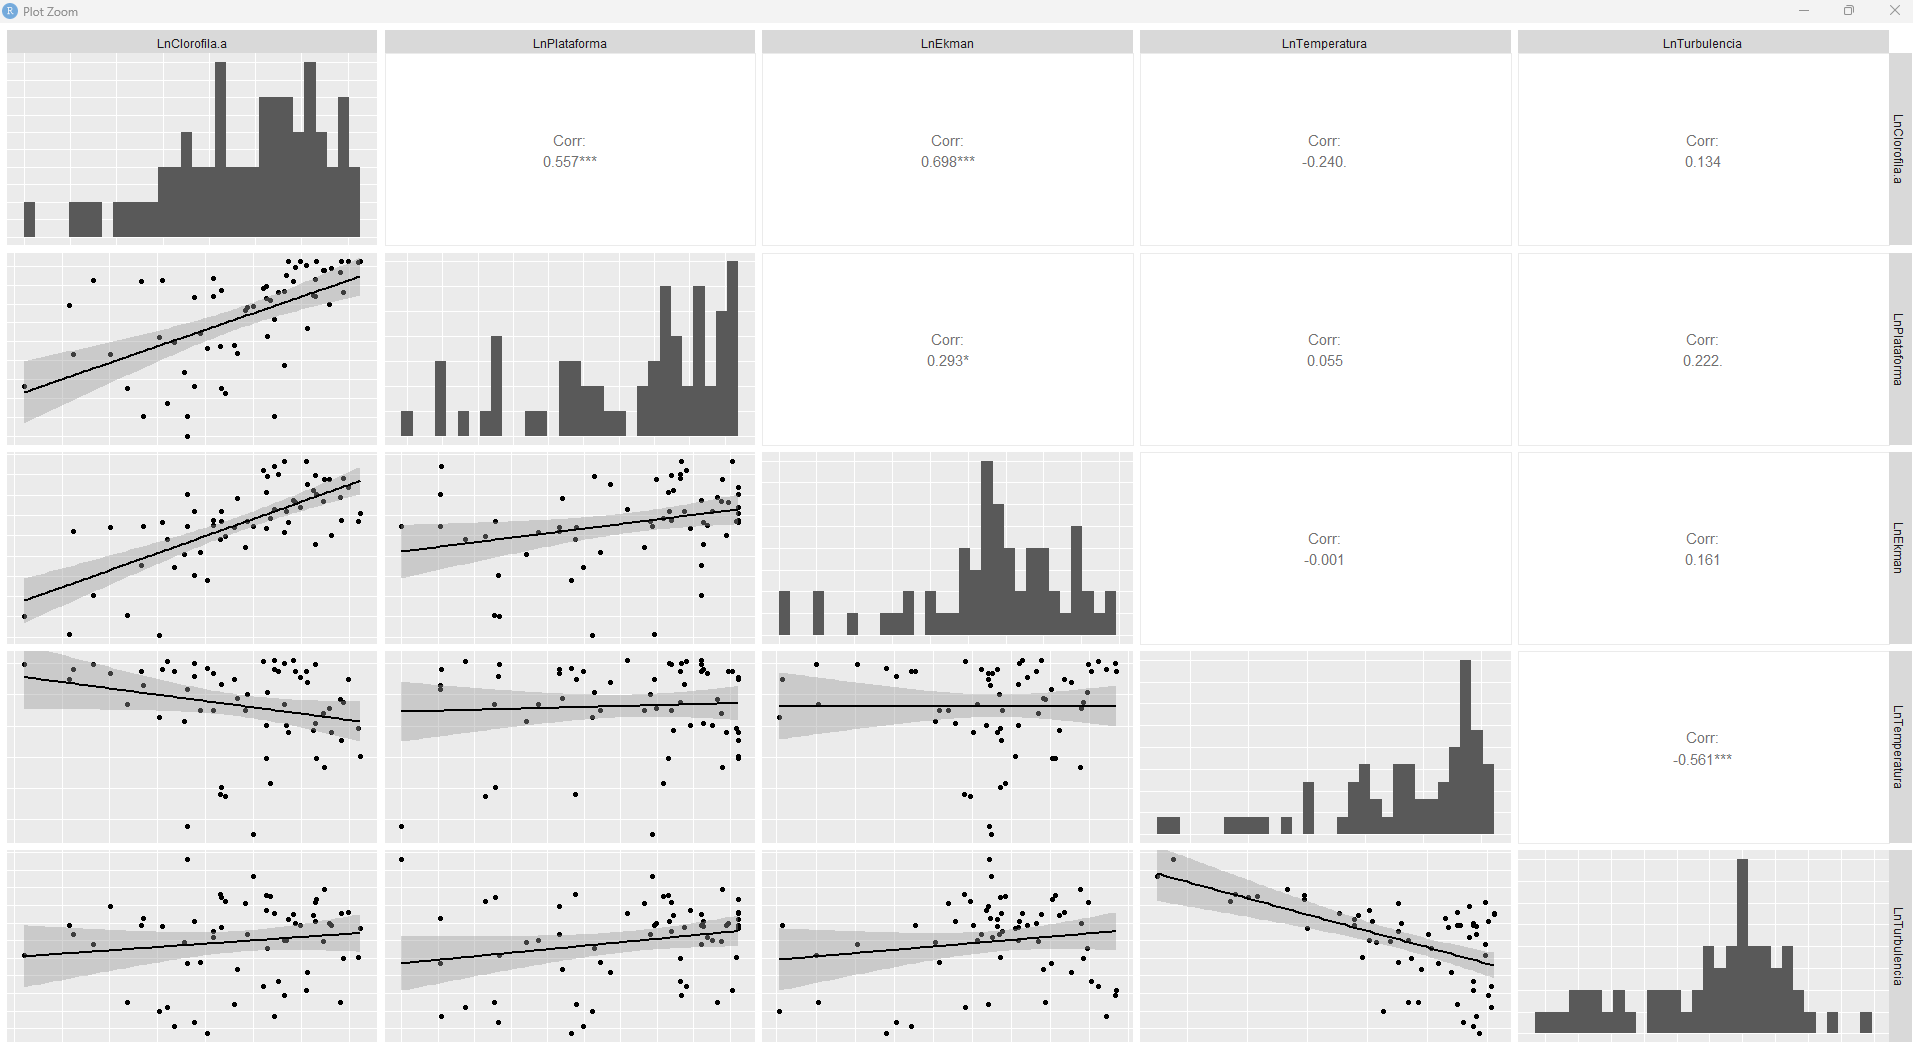 R Plot Zoom
LnClorofila.a
LnPlataforma
LnEkman
LnTemperatura
LnTurbulencia
Corr:
0.557***
Corr:
0.698***
Corr:
-0.240.
Corr:
0.134
LnClorofila.a
Corr:
0.293*
Corr:
0.055
Corr:
0.222.
LnPlataforma
Corr:
-0.001
Corr:
0.161
LnEkman
Corr:
-0.561***
LnTemperatura
LnTurbulencia